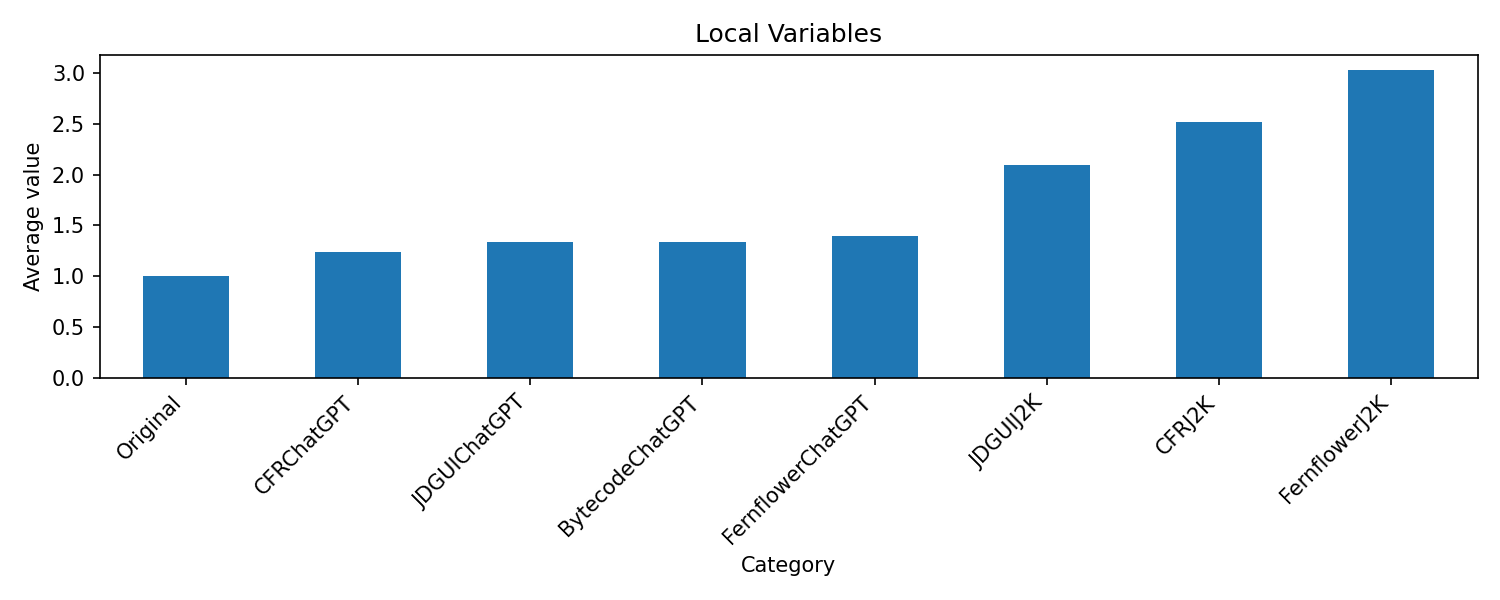 Local Variables
Average value
3.0
2.5
2.0
1.5
1.0
0.5
0.0
Original
CFRChatGPT
JDGUIChatGPT
BytecodeChatGPT
FernflowerChatGPT
JDGUIJ2K
CFRJ2K
FernflowerJ2K
Category